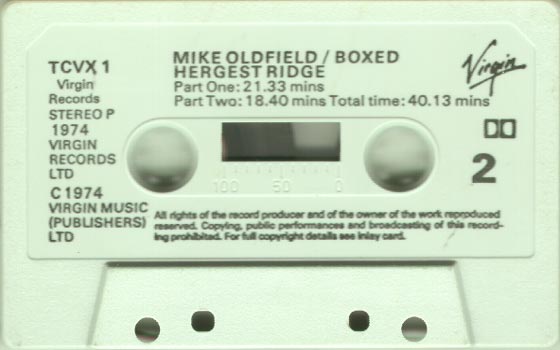 TCVX 1
Virgin
Records
STEREO P
1974
VIRGIN
RECORDS
LTD
C 1974
VIRGIN MUSIC
(PUBLISHERS)
LTD
MIKE OLDFIELD / BOXED
HERGEST RIDGE
Part One: 21.33 mins
Part Two: 18.40 mins Total time: 40.13 mins
Virgin
2
100 50 0
All rights of the record producer and of the owner of the work reproduced
reserved. Copying, public performances and broadcasting of this record-
ing prohibited. For full copyright details see inlay card.